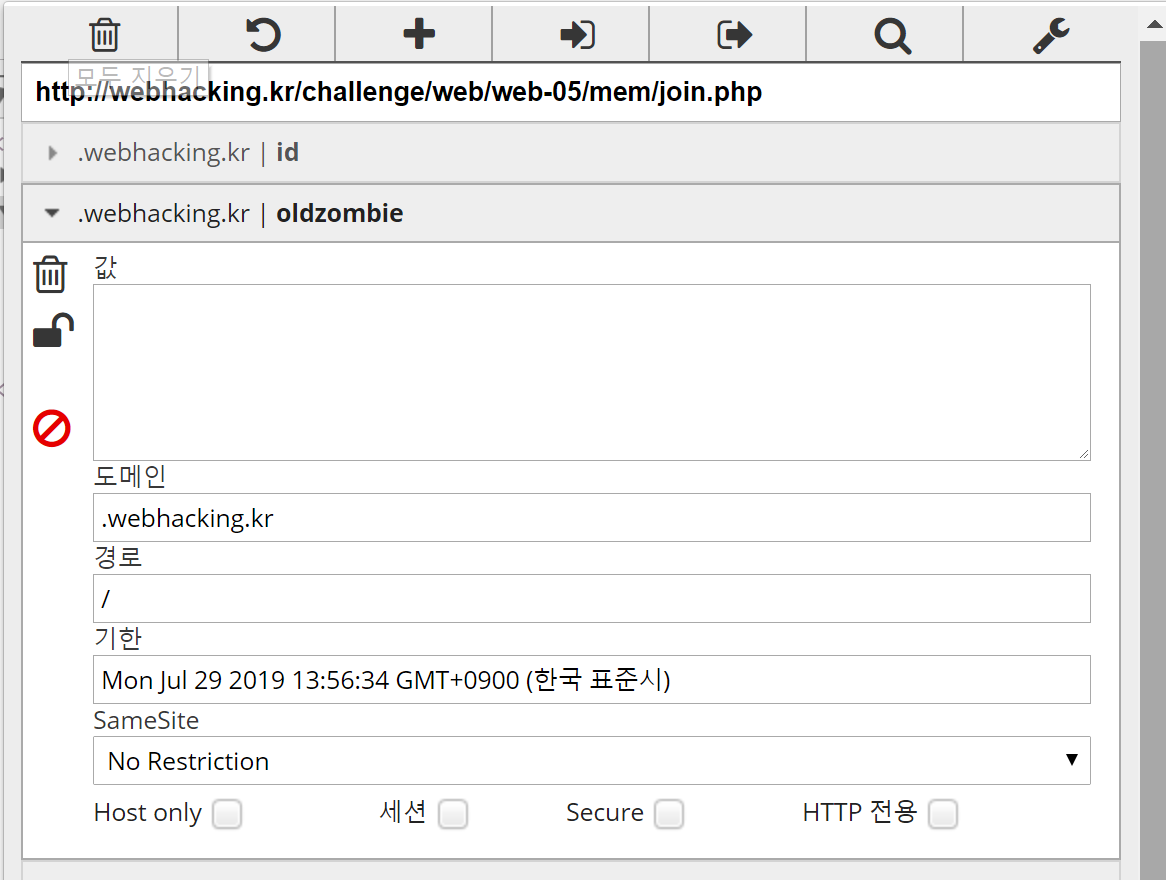 모두 지우기
http://webhacking.kr/challenge/web/web-05/mem/join.php
.webhacking.kr | id
.webhacking.kr | oldzombie
값
도메인
.webhacking.kr
경로
/
기한
Mon Jul 29 2019 13:56:34 GMT+0900 (한국 표준시)
SameSite
No Restriction
Host only 세션 Secure HTTP 전용